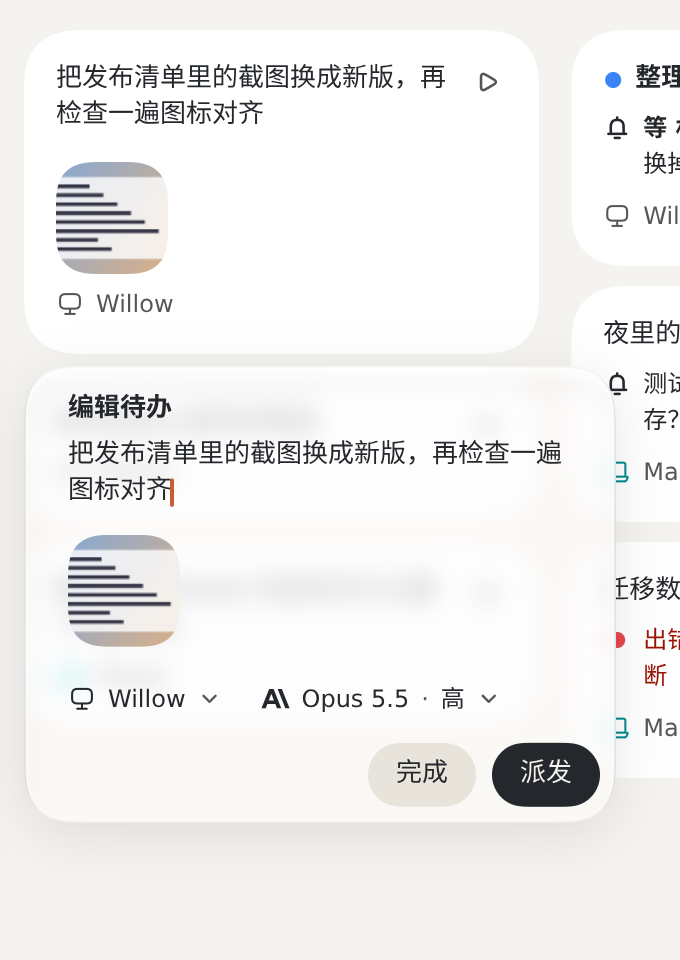 把发布清单里的截图换成新版，再
检查一遍图标对齐
Willow
编辑待办
把发布清单里的截图换成新版，再检查一遍
图标对齐
Willow
Opus 5.5 · 高
完成
派发
整理
等
换掉
Wil
夜里的
测试
存？
Ma
迁移数
出错
断
Ma